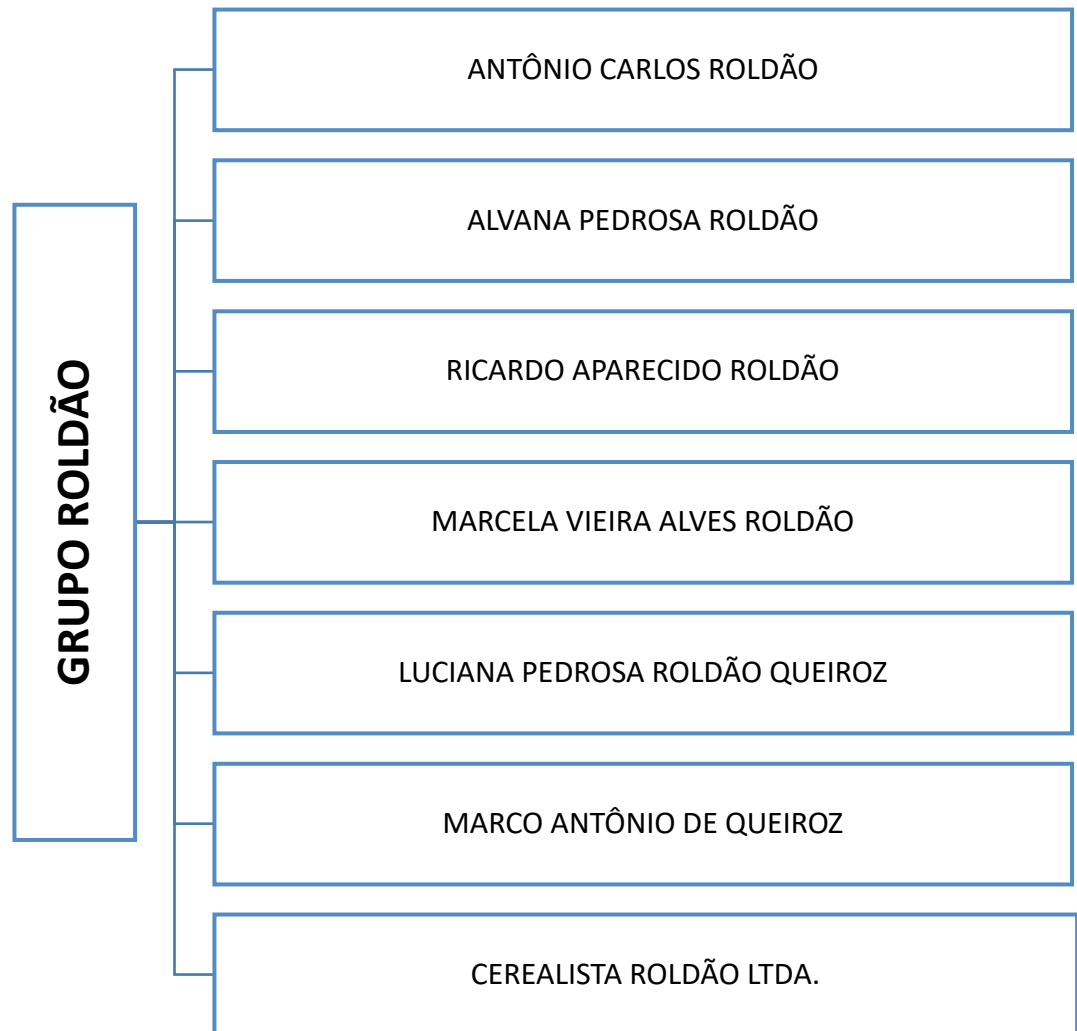 GRUPO ROLDÃO
ANTÔNIO CARLOS ROLDÃO
ALVANA PEDROSA ROLDÃO
RICARDO APARECIDO ROLDÃO
MARCELA VIEIRA ALVES ROLDÃO
LUCIANA PEDROSA ROLDÃO QUEIROZ
MARCO ANTÔNIO DE QUEIROZ
CEREALISTA ROLDÃO LTDA.